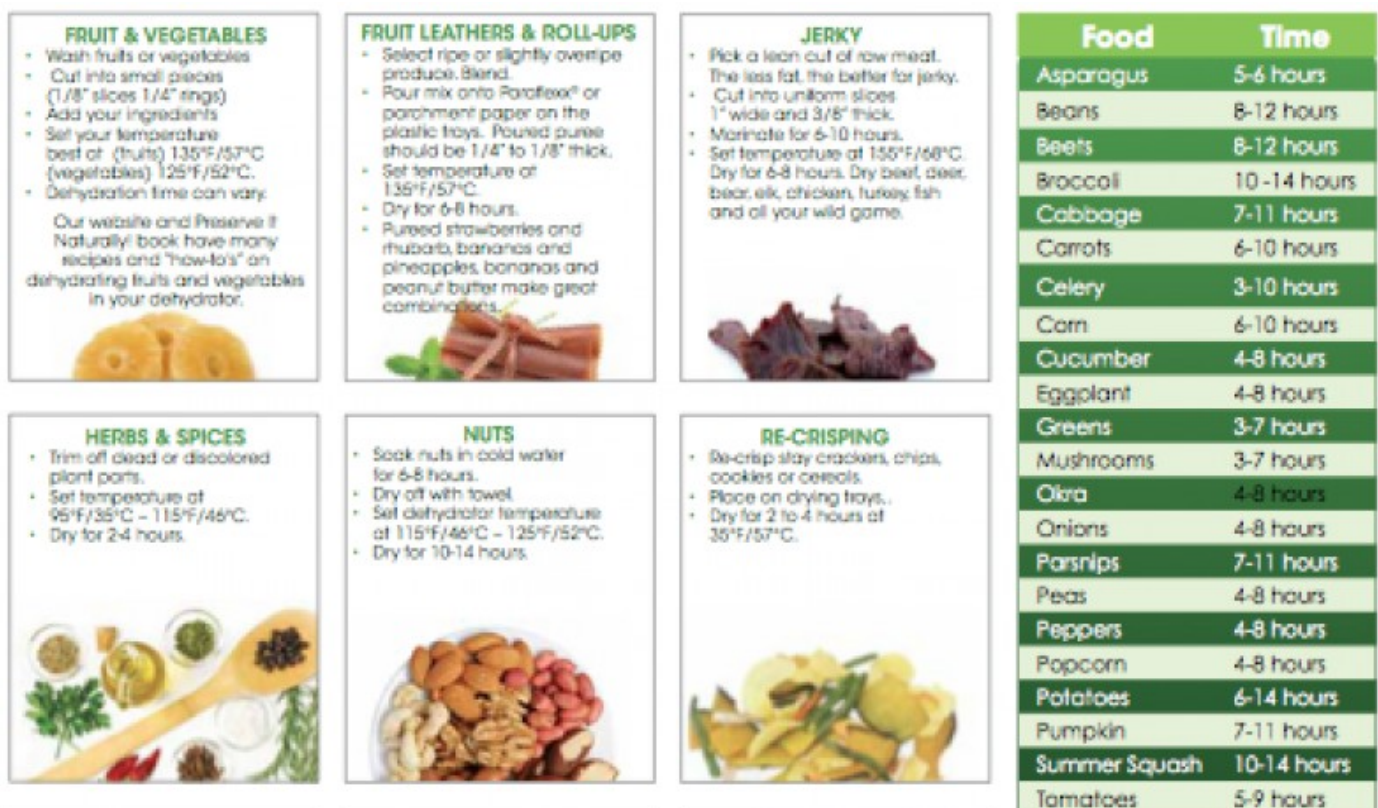 FRUIT & VEGETABLES
• Wash fruits or vegetables
• Cut into small pieces
(1/8" slices 1/4" rings)
• Add your ingredients
• Set your temperature
best at (fruits) 135°F/57°C
(vegetables) 125°F/52°C.
• Dehydration time can vary.
Our website and Preserve It
Naturally! book have many
recipes and "how-to's" on
dehydrating fruits and vegetables
in your dehydrator.
FRUIT LEATHERS & ROLL-UPS
• Select ripe or slightly overripe
produce. Blend.
• Pour mix onto Paraflexx® or
parchment paper on the
plastic trays. Poured puree
should be 1/4" to 1/8" thick.
• Set temperature at
135°F/57°C.
• Dry for 6-8 hours.
• Pureed strawberries and
rhubarb, bananas and
pineapples, bananas and
peanut butter make great
combinations.
JERKY
• Pick a lean cut of raw meat.
The less fat, the better for jerky.
• Cut into uniform slices
1" wide and 3/8" thick.
• Marinate for 6-10 hours.
• Set temperature at 155°F/68°C.
Dry for 6-8 hours. Dry beef, deer,
bear, elk, chicken, turkey, fish
and all your wild game.
HERBS & SPICES
• Trim off dead or discolored
plant parts.
• Set temperature at
95°F/35°C – 115°F/46°C.
• Dry for 2-4 hours.
NUTS
• Soak nuts in cold water
for 6-8 hours.
• Dry off with towel.
• Set dehydrator temperature
at 115°F/46°C – 125°F/52°C.
• Dry for 10-14 hours.
RE-CRISPING
• Re-crisp stay crackers, chips,
cookies or cereals.
• Place on drying trays..
• Dry for 2 to 4 hours at
35°F/57°C.
Food Time
Asparagus 5-6 hours
Beans 8-12 hours
Beets 8-12 hours
Broccoli 10 -14 hours
Cabbage 7-11 hours
Carrots 6-10 hours
Celery 3-10 hours
Corn 6-10 hours
Cucumber 4-8 hours
Eggplant 4-8 hours
Greens 3-7 hours
Mushrooms 3-7 hours
Okra 4-8 hours
Onions 4-8 hours
Parsnips 7-11 hours
Peas 4-8 hours
Peppers 4-8 hours
Popcorn 4-8 hours
Potatoes 6-14 hours
Pumpkin 7-11 hours
Summer Squash 10-14 hours
Tomatoes 5-9 hours